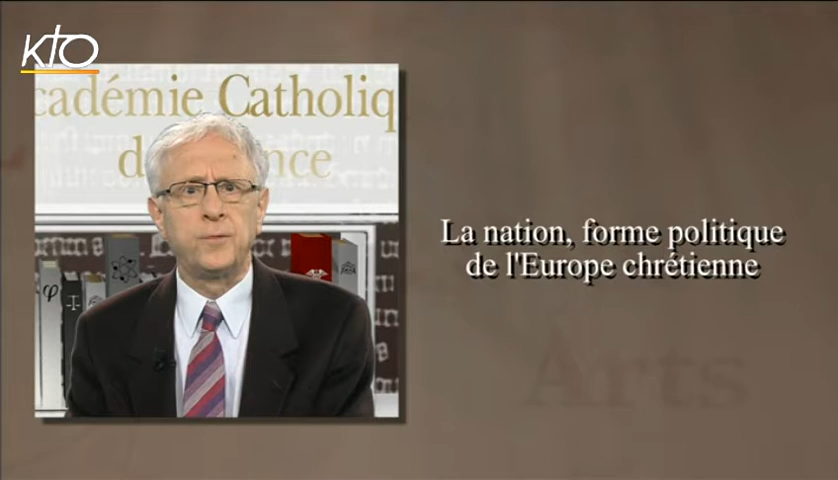 KTO
cadémie Catholiq
d nce
La nation, forme politique
de l'Europe chrétienne
φ
Arts